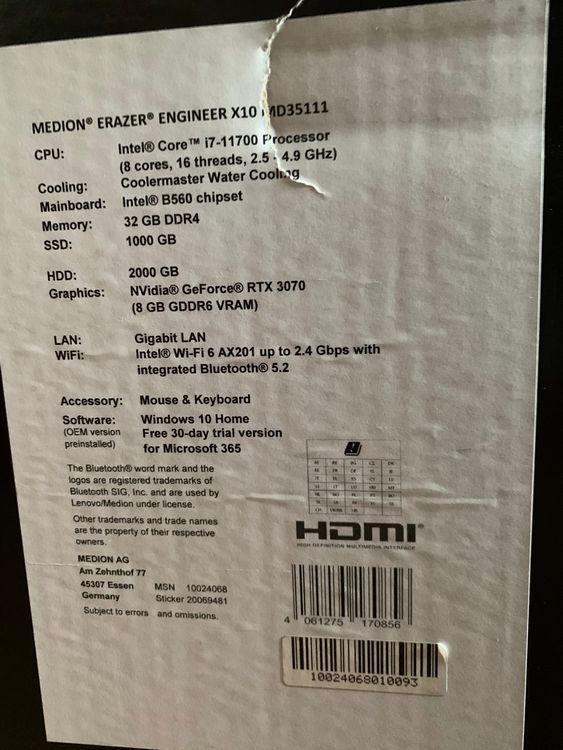 MEDION® ERAZER® ENGINEER X10 MD35111
CPU: Intel® Core™ i7-11700 Processor
(8 cores, 16 threads, 2.5 - 4.9 GHz)
Cooling: Coolermaster Water Cooling
Mainboard: Intel® B560 chipset
Memory: 32 GB DDR4
SSD: 1000 GB
HDD: 2000 GB
Graphics: NVidia® GeForce® RTX 3070
(8 GB GDDR6 VRAM)
LAN: Gigabit LAN
WiFi: Intel® Wi-Fi 6 AX201 up to 2.4 Gbps with
integrated Bluetooth® 5.2
Accessory: Mouse & Keyboard
Software: Windows 10 Home
(OEM version Free 30-day trial version
preinstalled) for Microsoft 365
The Bluetooth® word mark and the
logos are registered trademarks of
Bluetooth SIG, Inc. and are used by
Lenovo/Medion under license.
Other trademarks and trade names
are the property of their respective
owners.
MEDION AG
Am Zehnthof 77
45307 Essen MSN 10024068
Germany Sticker 20069481
Subject to errors and omissions.
HDMI®
HIGH DEFINITION MULTIMEDIA INTERFACE
4 061275 170856
10024068010093